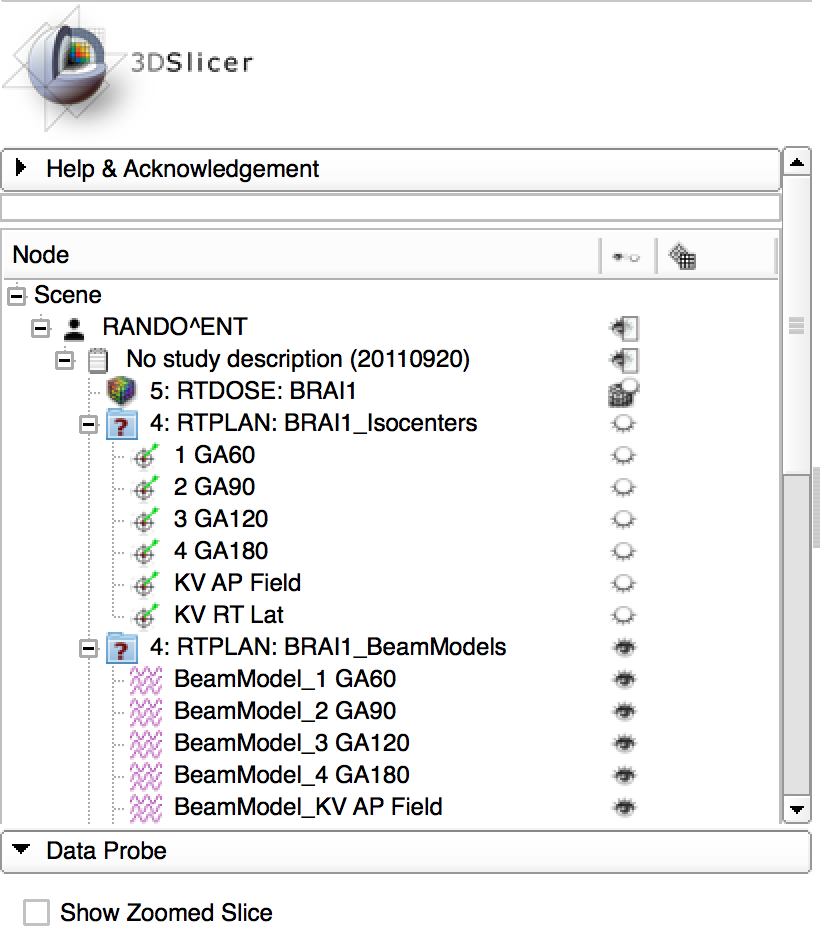 3DSlicer
Help & Acknowledgement
Node
Scene
RANDO^ENT
No study description (20110920)
5: RTDOSE: BRAI1
4: RTPLAN: BRAI1_Isocenters
1 GA60
2 GA90
3 GA120
4 GA180
KV AP Field
KV RT Lat
4: RTPLAN: BRAI1_BeamModels
BeamModel_1 GA60
BeamModel_2 GA90
BeamModel_3 GA120
BeamModel_4 GA180
BeamModel_KV AP Field
Data Probe
Show Zoomed Slice